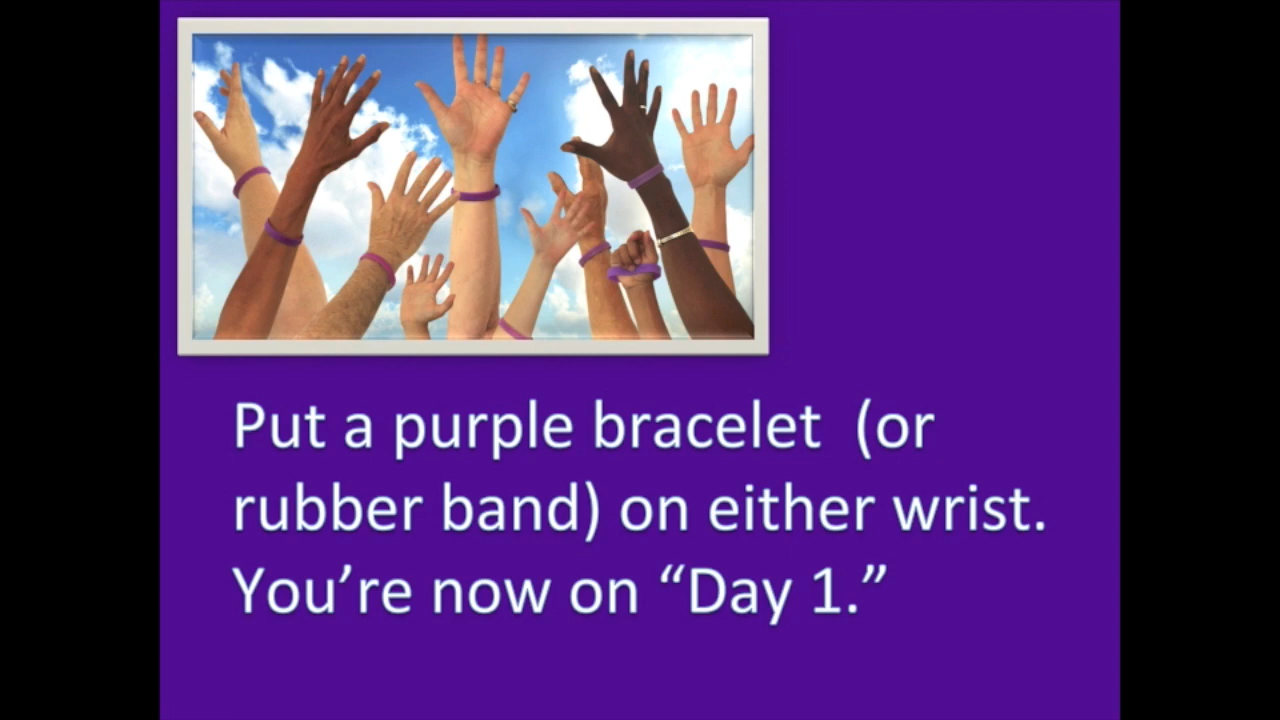 Put a purple bracelet  (or
rubber band) on either wrist.
You’re now on “Day 1.”